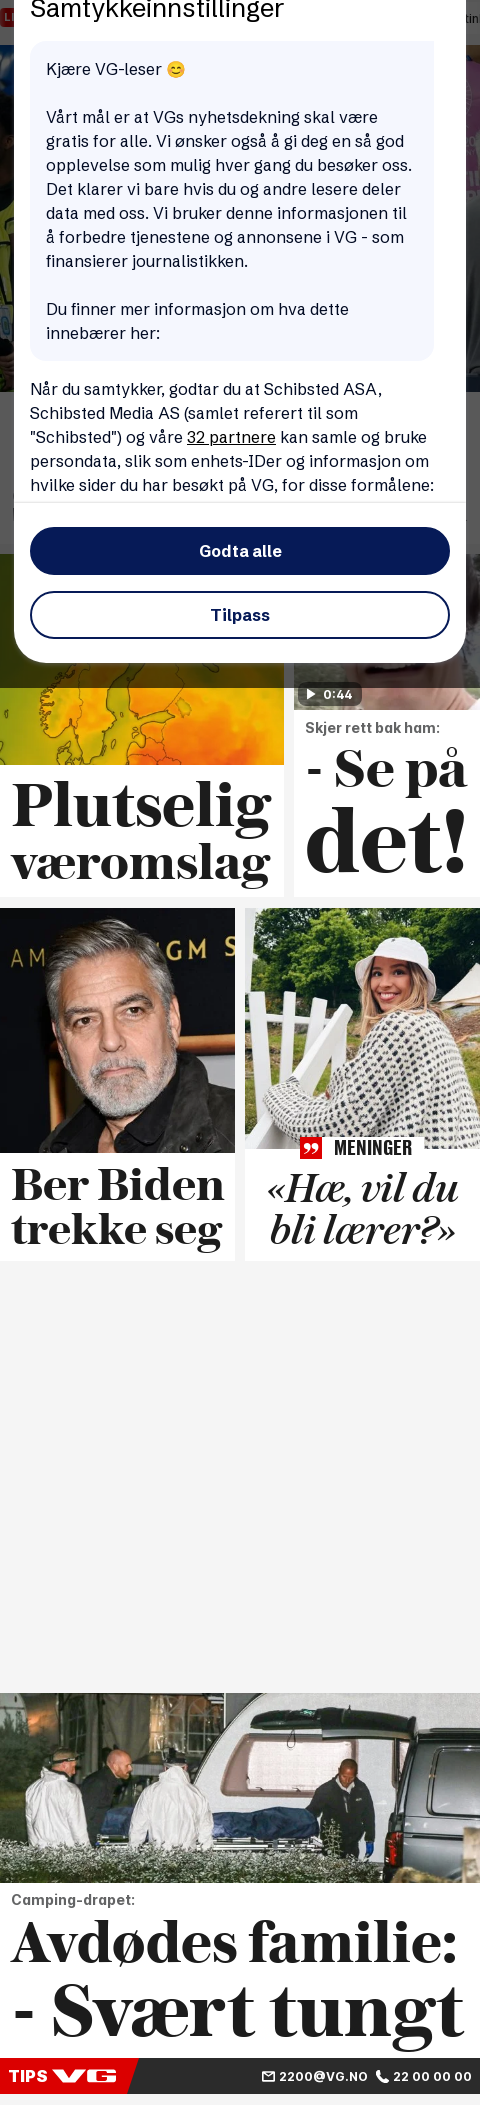 Samtykkeinnstillinger
Kjære VG-leser 😊
Vårt mål er at VGs nyhetsdekning skal være
gratis for alle. Vi ønsker også å gi deg en så god
opplevelse som mulig hver gang du besøker oss.
Det klarer vi bare hvis du og andre lesere deler
data med oss. Vi bruker denne informasjonen til
å forbedre tjenestene og annonsene i VG - som
finansierer journalistikken.
Du finner mer informasjon om hva dette
innebærer her:
Når du samtykker, godtar du at Schibsted ASA,
Schibsted Media AS (samlet referert til som
"Schibsted") og våre 32 partnere kan samle og bruke
persondata, slik som enhets-IDer og informasjon om
hvilke sider du har besøkt på VG, for disse formålene:
Godta alle
Tilpass
0:44
Plutselig
væromslag
Skjer rett bak ham:
- Se på
det!
Ber Biden
trekke seg
MENINGER
«Hæ, vil du
bli lærer?»
Camping-drapet:
Avdødes familie:
- Svært tungt
TIPS VG 2200@VG.NO 22 00 00 00